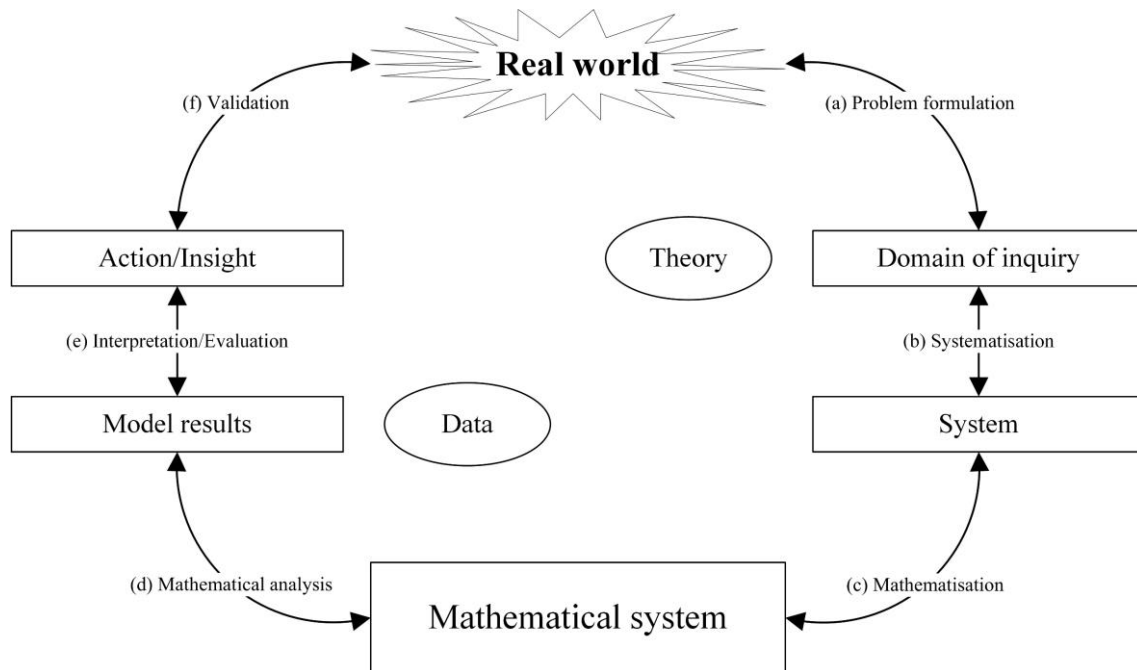 Real world
(f) Validation
(a) Problem formulation
Action/Insight
Theory
Domain of inquiry
(e) Interpretation/Evaluation
(b) Systematisation
Model results
Data
System
(d) Mathematical analysis
(c) Mathematisation
Mathematical system